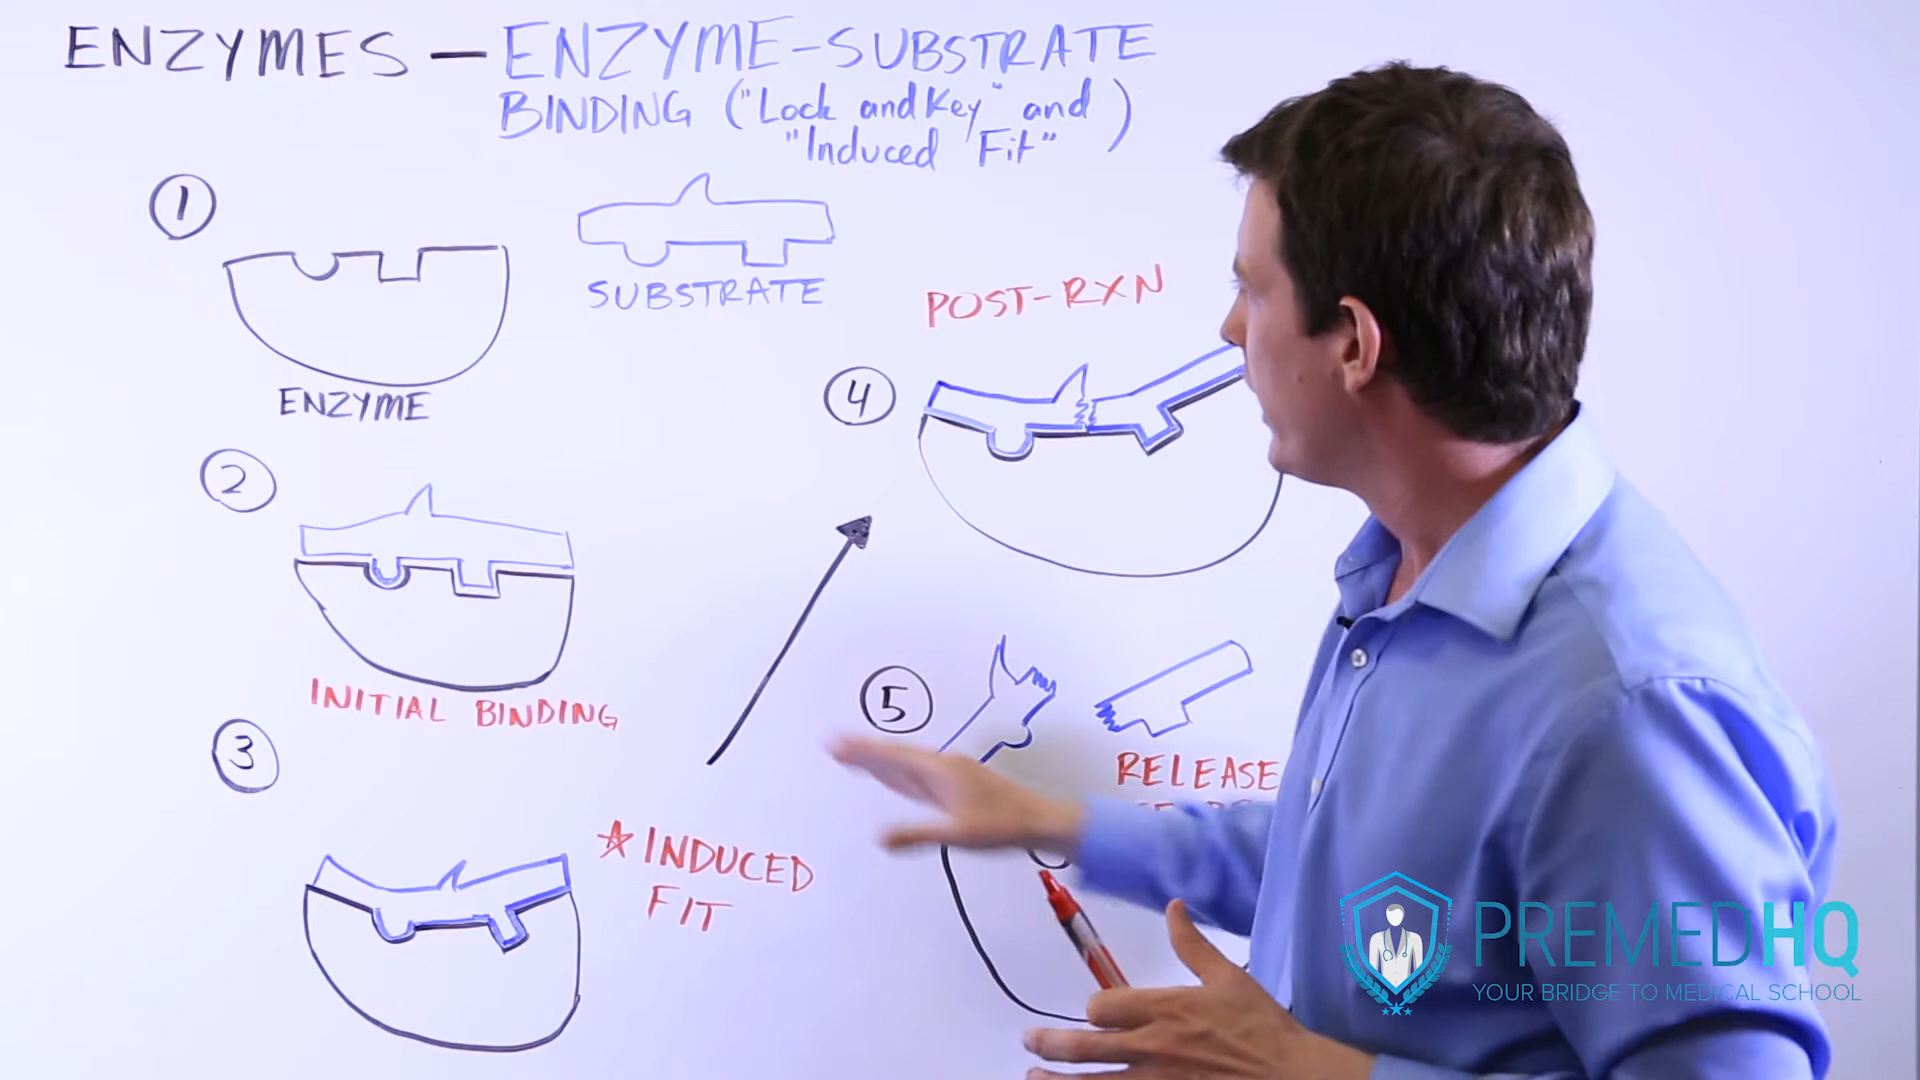 ENZYMES — ENZYME-SUBSTRATE
BINDING ("Lock and Key" and
"Induced Fit")
1
SUBSTRATE
ENZYME
2
INITIAL BINDING
3
★ INDUCED
FIT
POST-RXN
4
5
RELEASE
PREMEDHQ
YOUR BRIDGE TO MEDICAL SCHOOL